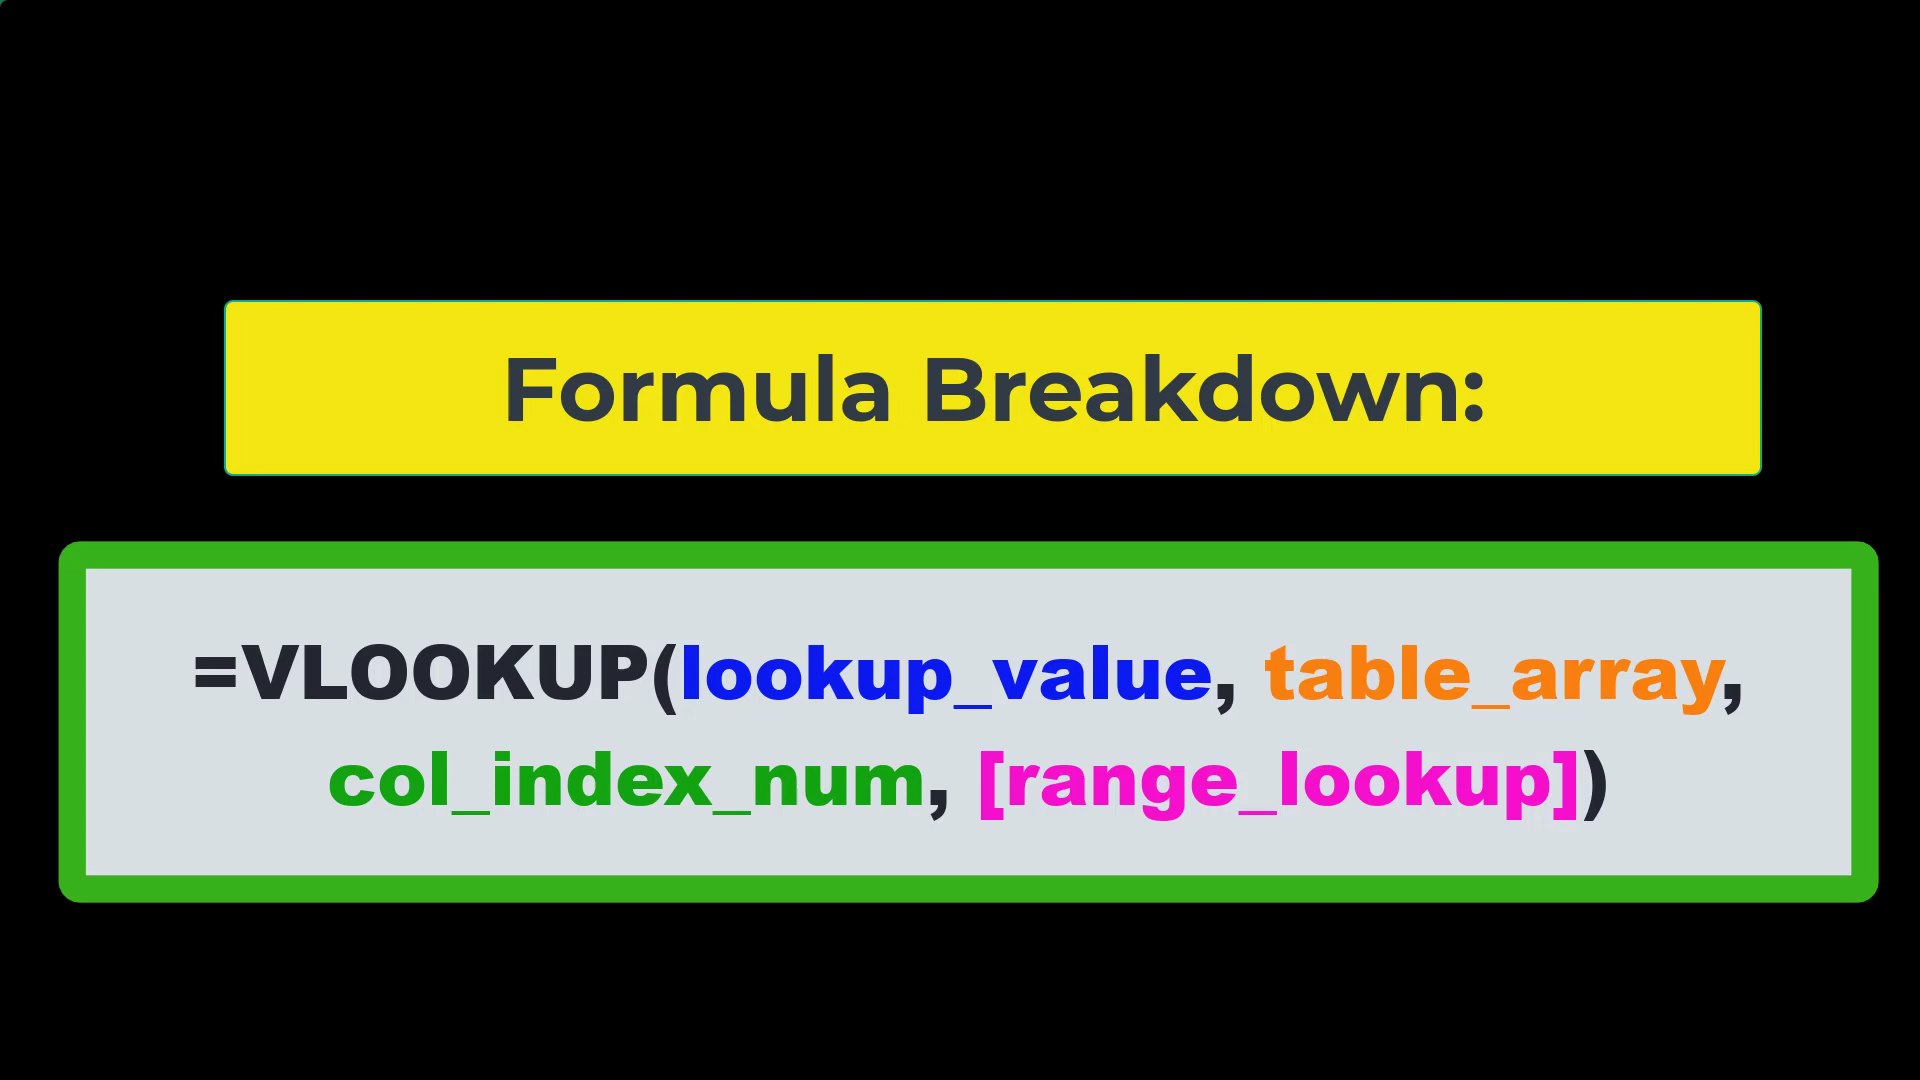 Formula Breakdown:
=VLOOKUP(lookup_value, table_array,
col_index_num, [range_lookup])